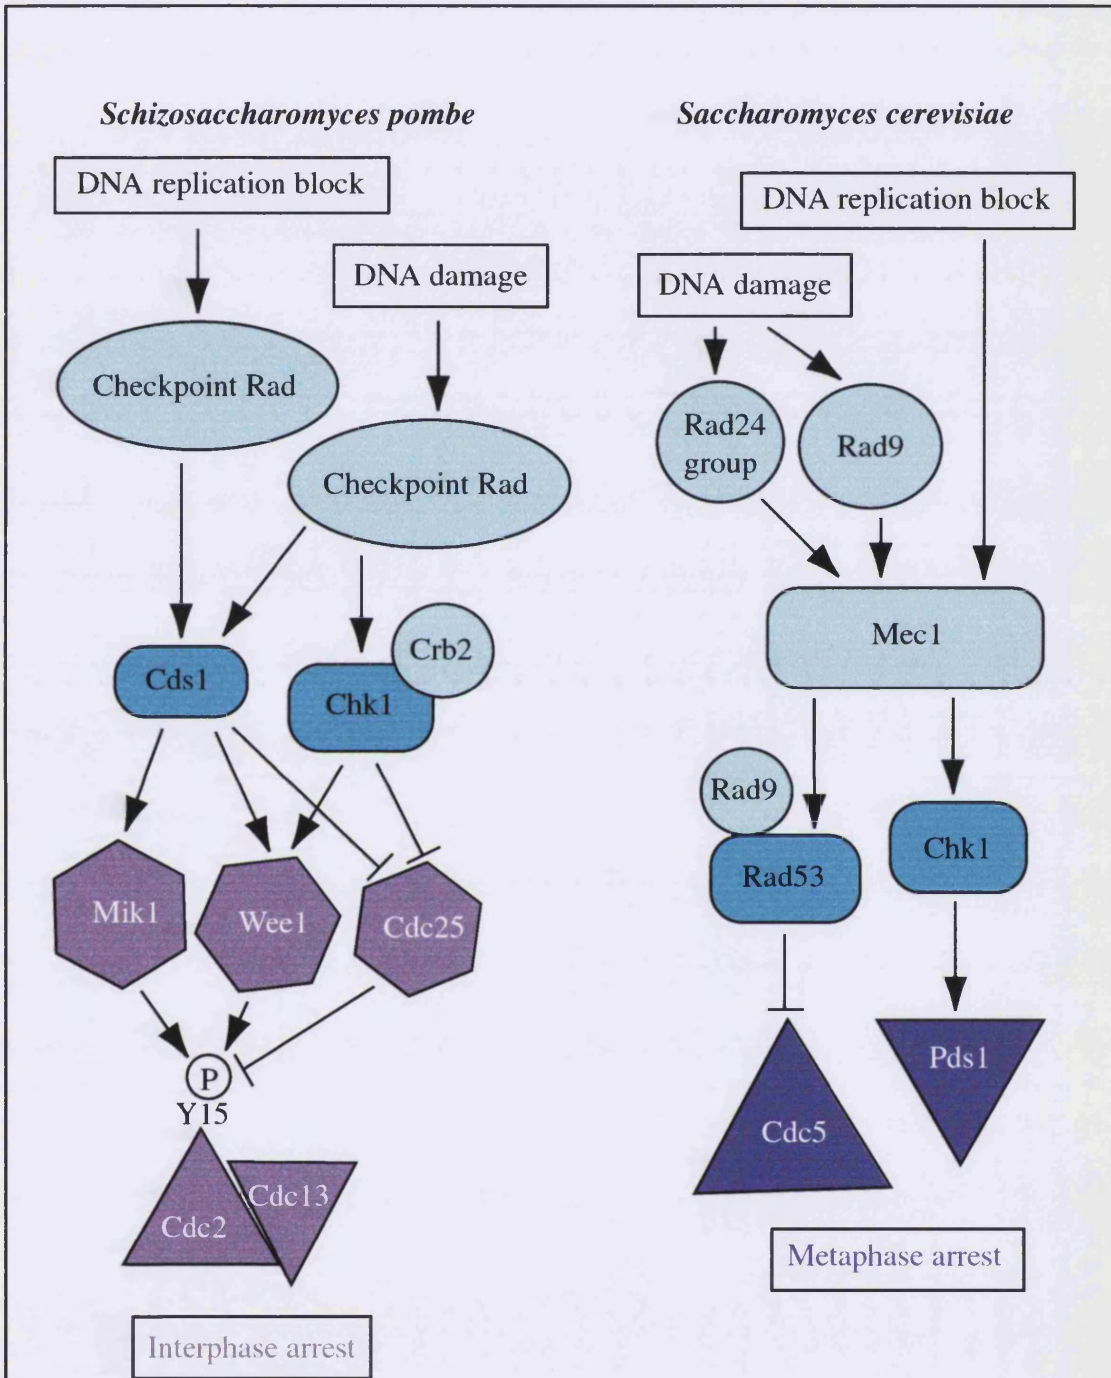 Schizosaccharomyces pombe
DNA replication block
DNA damage
Checkpoint Rad
Checkpoint Rad
Crb2
Cds1
Chk1
Mik1
Wee1
Cdc25
P
Y15
Cdc13
Cdc2
Interphase arrest
Saccharomyces cerevisiae
DNA replication block
DNA damage
Rad24
group
Rad9
Mec1
Rad9
Rad53
Chk1
Pds1
Cdc5
Metaphase arrest